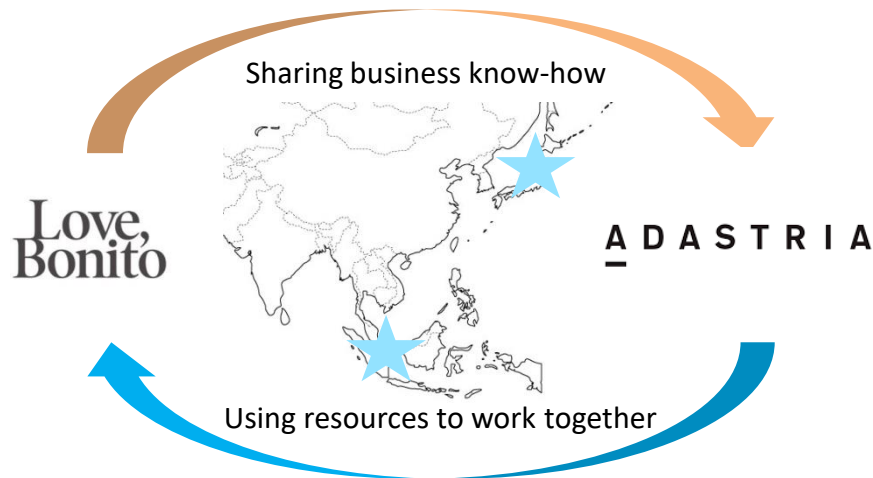 Sharing business know-how
Love,
Bonito
ADASTRIA
Using resources to work together